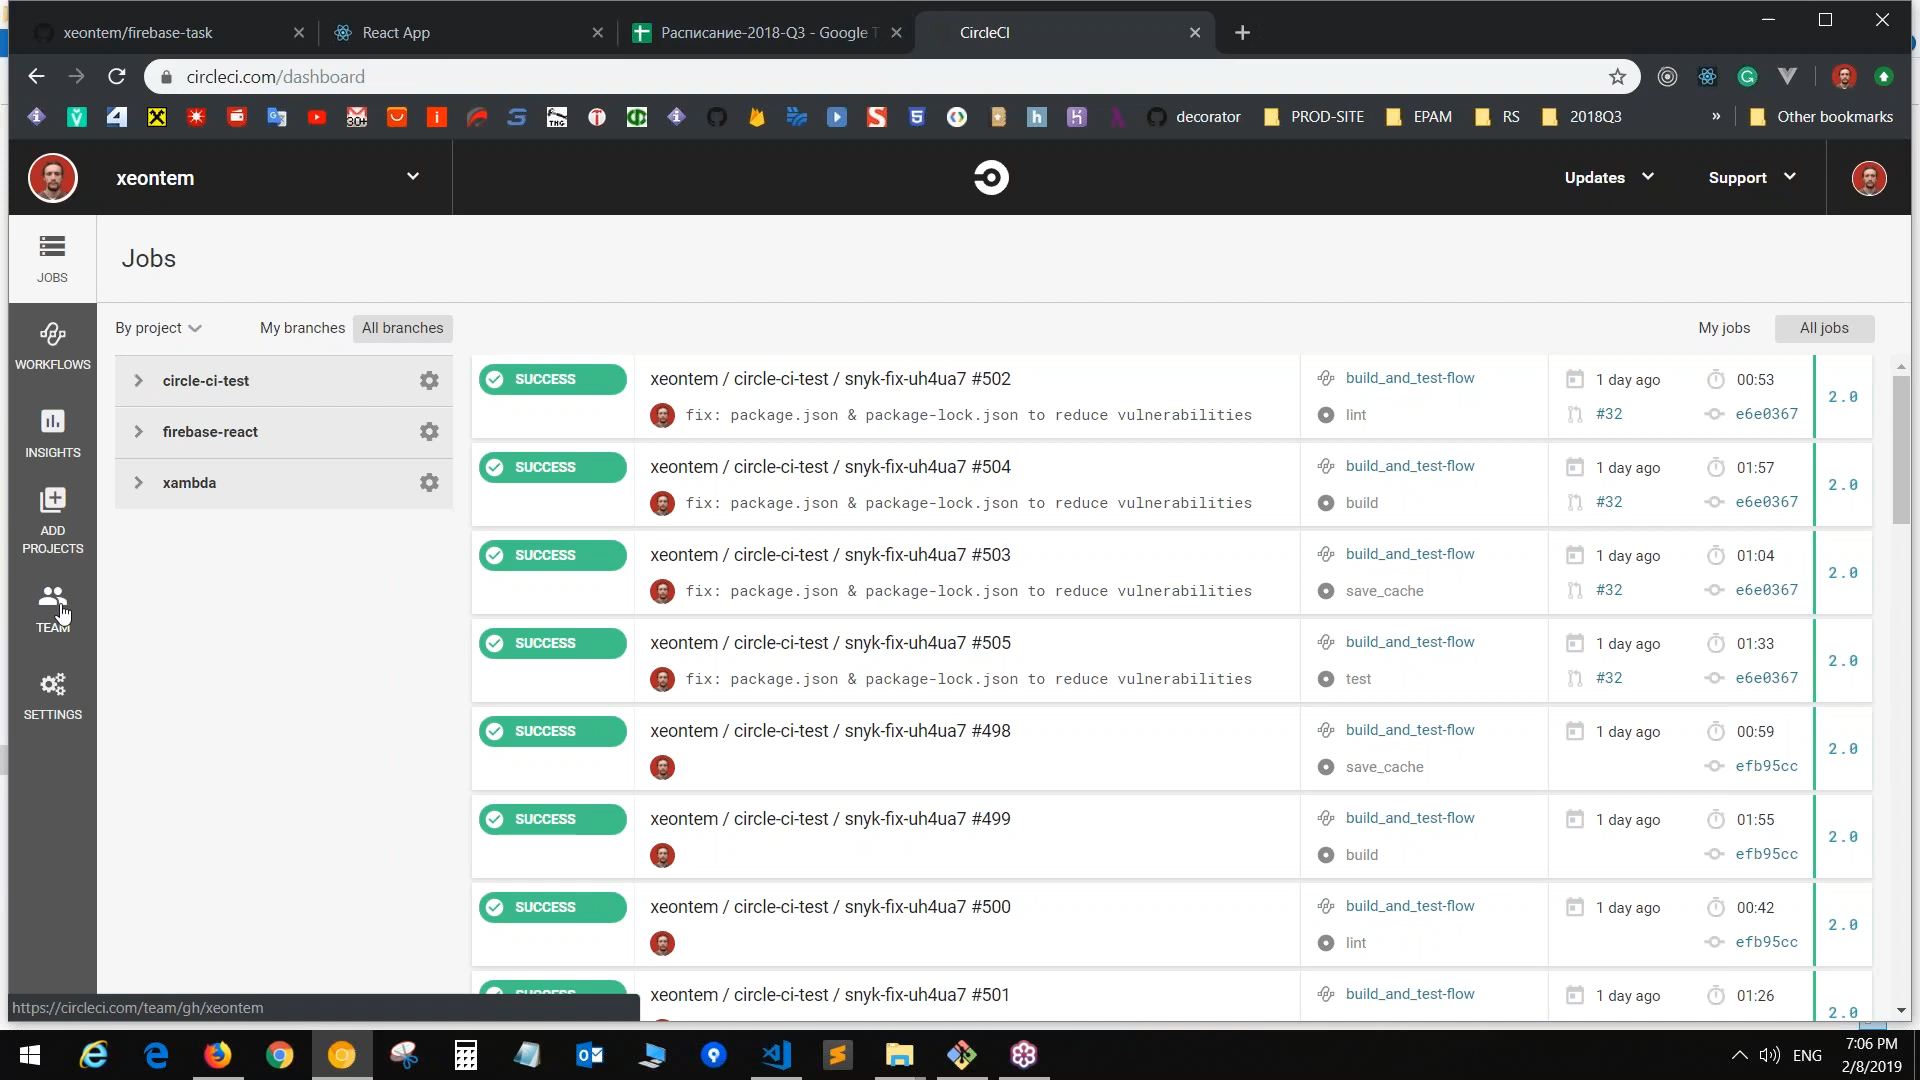 xeontem/firebase-task
React App
Расписание-2018-Q3 - Google T
CircleCI
circleci.com/dashboard
decorator
PROD-SITE
EPAM
RS
2018Q3
»
Other bookmarks
xeontem
Updates
Support
JOBS
Jobs
WORKFLOWS
INSIGHTS
ADD
PROJECTS
TEAM
SETTINGS
By project
My branches
All branches
My jobs
All jobs
circle-ci-test
firebase-react
xambda
SUCCESS
xeontem / circle-ci-test / snyk-fix-uh4ua7 #502
build_and_test-flow
1 day ago
00:53
2.0
fix: package.json & package-lock.json to reduce vulnerabilities
lint
#32
e6e0367
SUCCESS
xeontem / circle-ci-test / snyk-fix-uh4ua7 #504
build_and_test-flow
1 day ago
01:57
2.0
fix: package.json & package-lock.json to reduce vulnerabilities
build
#32
e6e0367
SUCCESS
xeontem / circle-ci-test / snyk-fix-uh4ua7 #503
build_and_test-flow
1 day ago
01:04
2.0
fix: package.json & package-lock.json to reduce vulnerabilities
save_cache
#32
e6e0367
SUCCESS
xeontem / circle-ci-test / snyk-fix-uh4ua7 #505
build_and_test-flow
1 day ago
01:33
2.0
fix: package.json & package-lock.json to reduce vulnerabilities
test
#32
e6e0367
SUCCESS
xeontem / circle-ci-test / snyk-fix-uh4ua7 #498
build_and_test-flow
1 day ago
00:59
2.0
save_cache
efb95cc
SUCCESS
xeontem / circle-ci-test / snyk-fix-uh4ua7 #499
build_and_test-flow
1 day ago
01:55
2.0
build
efb95cc
SUCCESS
xeontem / circle-ci-test / snyk-fix-uh4ua7 #500
build_and_test-flow
1 day ago
00:42
2.0
lint
efb95cc
SUCCESS
xeontem / circle-ci-test / snyk-fix-uh4ua7 #501
build_and_test-flow
1 day ago
01:26
2.0
https://circleci.com/team/gh/xeontem
ENG
7:06 PM
2/8/2019